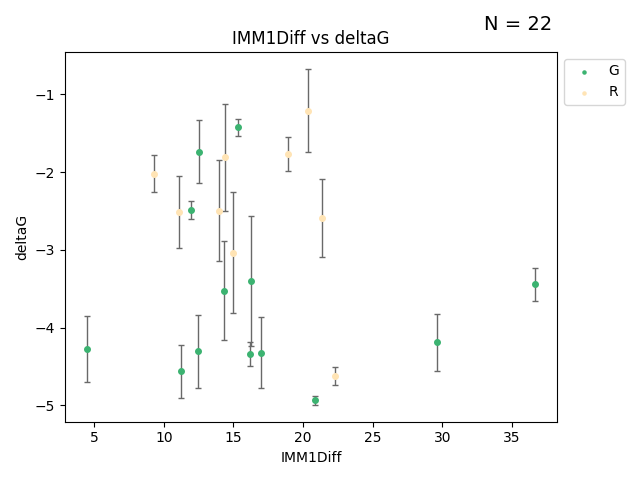 N = 22
IMM1Diff vs deltaG
G
R
−1
−2
−3
−4
−5
deltaG
5 10 15 20 25 30 35
IMM1Diff